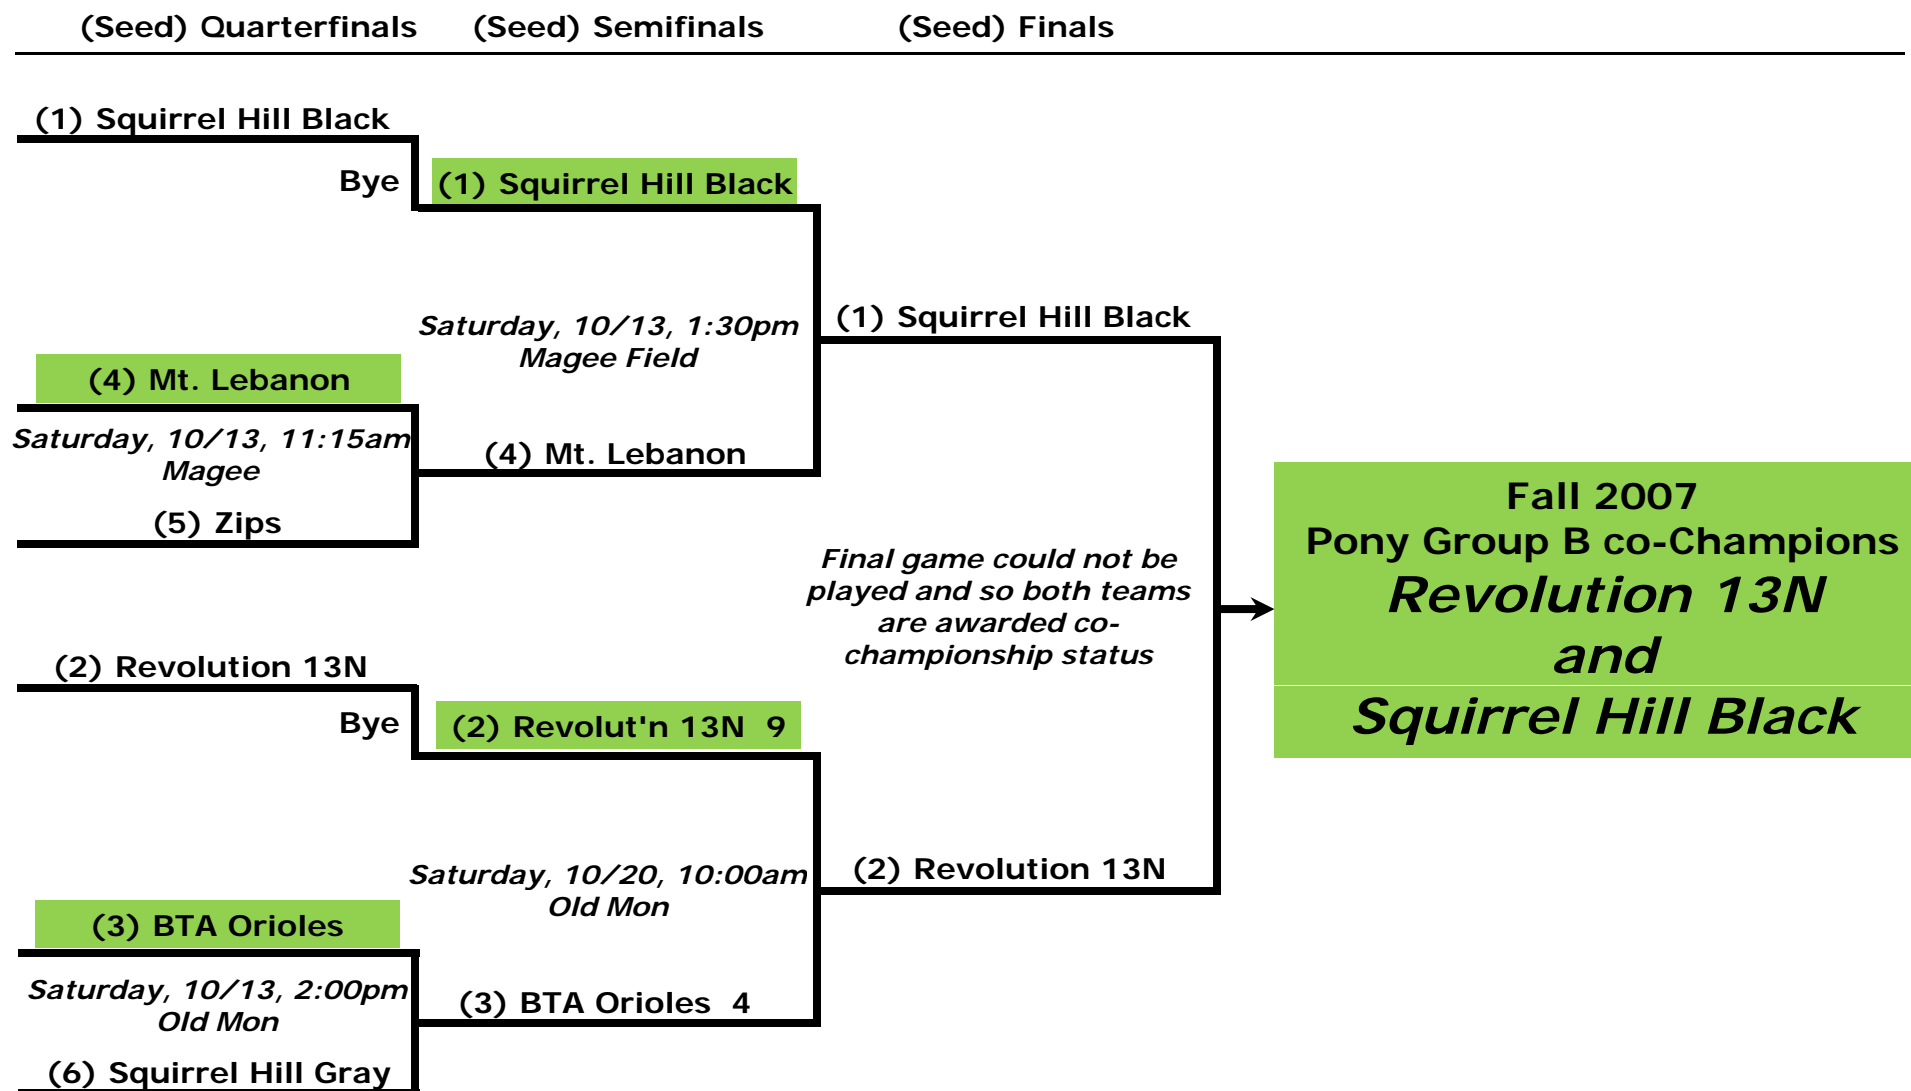 (Seed) Quarterfinals
(Seed) Semifinals
(Seed) Finals
(1) Squirrel Hill Black
Bye
(1) Squirrel Hill Black
Saturday, 10/13, 1:30pm
Magee Field
(1) Squirrel Hill Black
(4) Mt. Lebanon
Saturday, 10/13, 11:15am
Magee
(4) Mt. Lebanon
(5) Zips
Final game could not be
played and so both teams
are awarded co-
championship status
Fall 2007
Pony Group B co-Champions
Revolution 13N
and
Squirrel Hill Black
(2) Revolution 13N
Bye
(2) Revolut'n 13N 9
Saturday, 10/20, 10:00am
Old Mon
(2) Revolution 13N
(3) BTA Orioles
Saturday, 10/13, 2:00pm
Old Mon
(3) BTA Orioles 4
(6) Squirrel Hill Gray